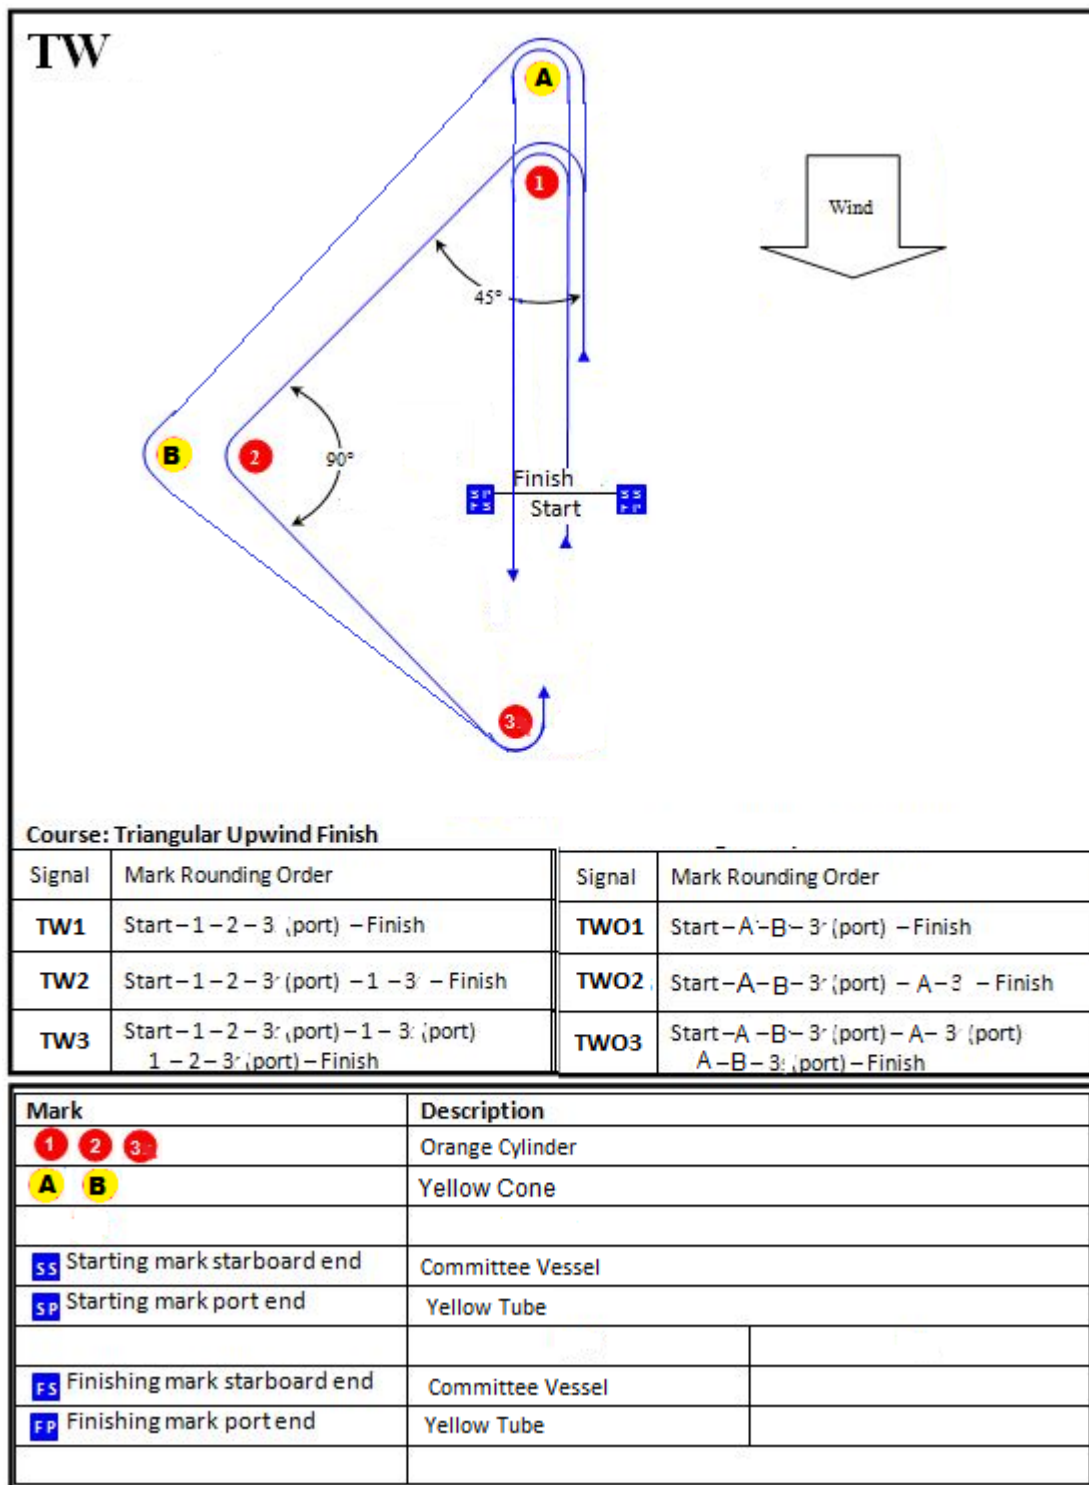 TW
A
1
Wind
45°
B
2
90°
Finish
SP
FS
SS
FP
Start
3
Course: Triangular Upwind Finish
Signal Mark Rounding Order
TW1 Start – 1 – 2 – 3 (port) – Finish
TW2 Start – 1 – 2 – 3 (port) – 1 – 3 – Finish
TW3 Start – 1 – 2 – 3 (port) – 1 – 3 (port)
1 – 2 – 3 (port) – Finish
Signal Mark Rounding Order
TWO1 Start – A – B – 3 (port) – Finish
TWO2 Start – A – B – 3 (port) – A – 3 – Finish
TWO3 Start – A – B – 3 (port) – A – 3 (port)
A – B – 3 (port) – Finish
Mark Description
1 2 3 Orange Cylinder
A B Yellow Cone
SS Starting mark starboard end Committee Vessel
SP Starting mark port end Yellow Tube
FS Finishing mark starboard end Committee Vessel
FP Finishing mark port end Yellow Tube